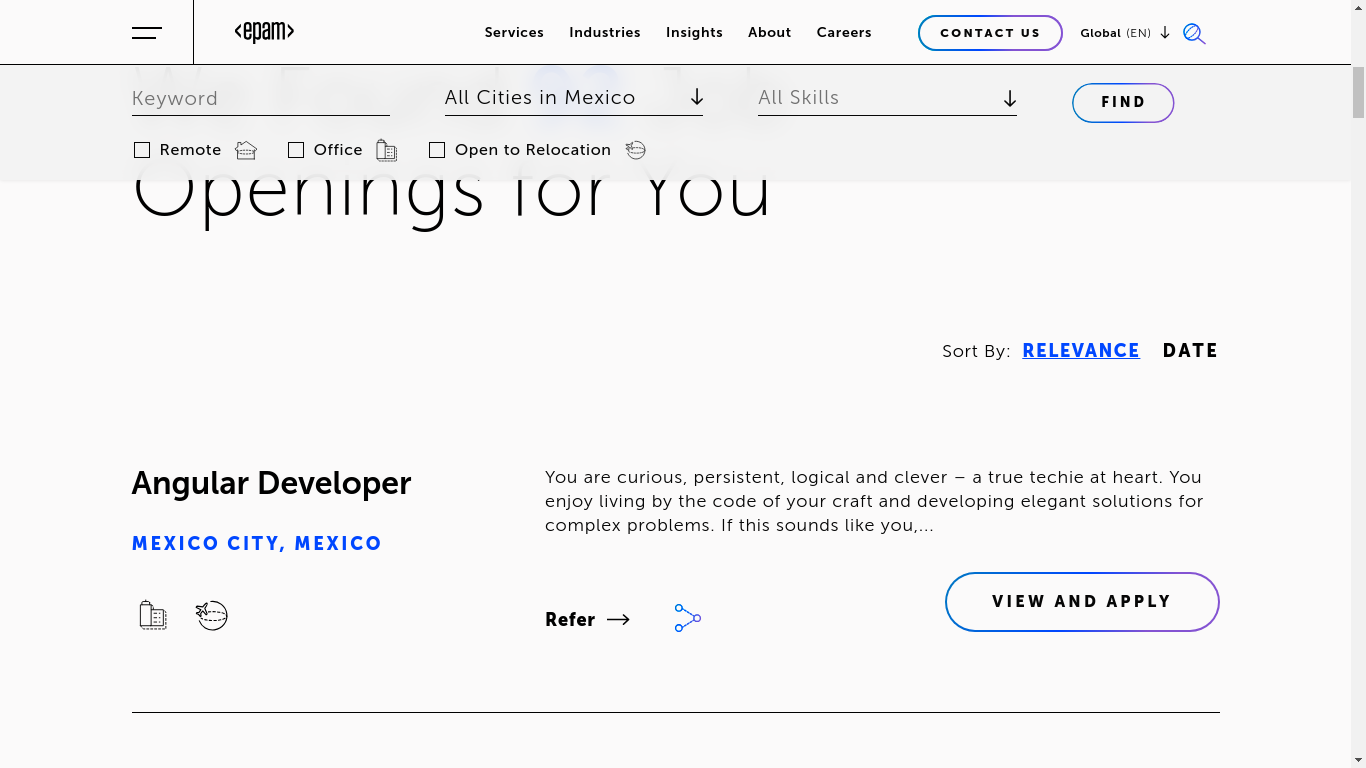 <epam>
Services Industries Insights About Careers
CONTACT US
Global (EN)
Keyword
All Cities in Mexico
All Skills
FIND
Remote
Office
Open to Relocation
Openings for You
Sort By: RELEVANCE DATE
Angular Developer
MEXICO CITY, MEXICO
You are curious, persistent, logical and clever – a true techie at heart. You
enjoy living by the code of your craft and developing elegant solutions for
complex problems. If this sounds like you,...
Refer
VIEW AND APPLY